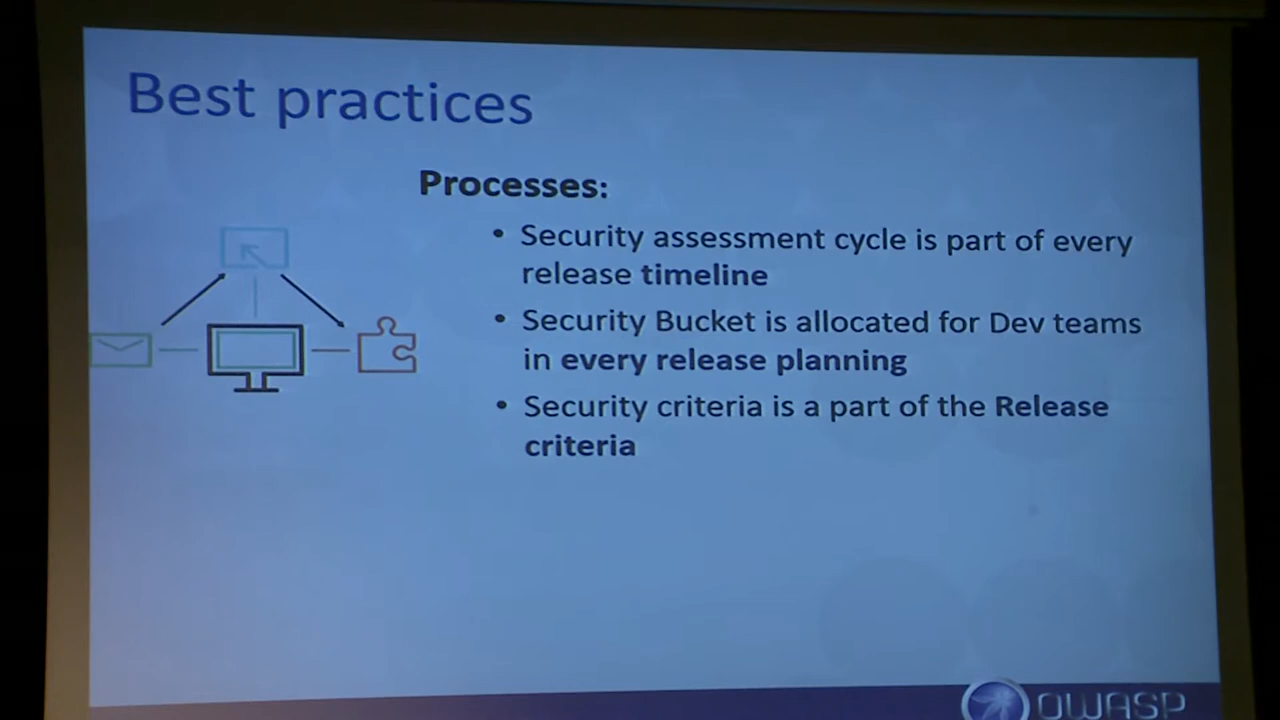 Best practices
Processes:
• Security assessment cycle is part of every
release timeline
• Security Bucket is allocated for Dev teams
in every release planning
• Security criteria is a part of the Release
criteria
OWASP